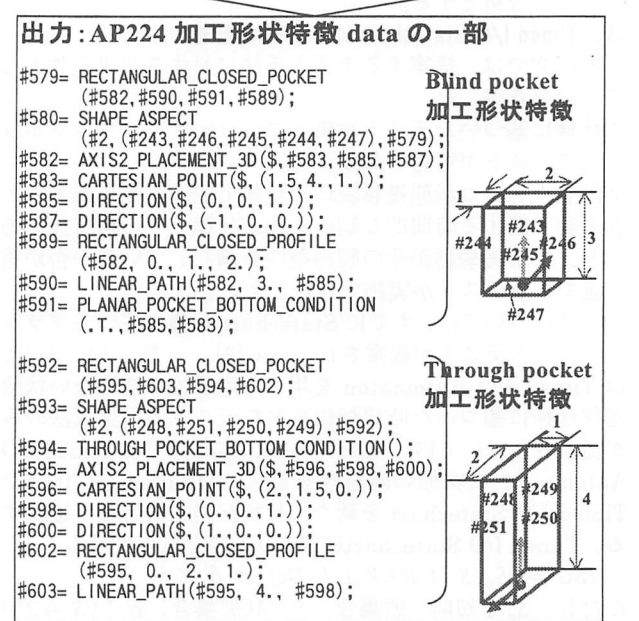 出力:AP224 加工形状特徴 data の一部
#579= RECTANGULAR_CLOSED_POCKET
(#582,#590,#591,#589);
#580= SHAPE_ASPECT
(#2,(#243,#246,#245,#244,#247),#579);
#582= AXIS2_PLACEMENT_3D($,#583,#585,#587);
#583= CARTESIAN_POINT($,(1.5,4.,1.));
#585= DIRECTION($,(0.,0.,1.));
#587= DIRECTION($,(-1.,0.,0.));
#589= RECTANGULAR_CLOSED_PROFILE
(#582, 0., 1., 2.);
#590= LINEAR_PATH(#582, 3., #585);
#591= PLANAR_POCKET_BOTTOM_CONDITION
(.T.,#585,#583);
Blind pocket
加工形状特徴
2
1
#243
#244
#246
#245
3
#247
#592= RECTANGULAR_CLOSED_POCKET
(#595,#603,#594,#602);
#593= SHAPE_ASPECT
(#2,(#248,#251,#250,#249),#592);
#594= THROUGH_POCKET_BOTTOM_CONDITION();
#595= AXIS2_PLACEMENT_3D($,#596,#598,#600);
#596= CARTESIAN_POINT($,(2.,1.5,0.));
#598= DIRECTION($,(0.,0.,1.));
#600= DIRECTION($,(1.,0.,0.));
#602= RECTANGULAR_CLOSED_PROFILE
(#595, 0., 2., 1.);
#603= LINEAR_PATH(#595, 4., #598);
Through pocket
加工形状特徴
1
2
#248
#249
4
#251
#250